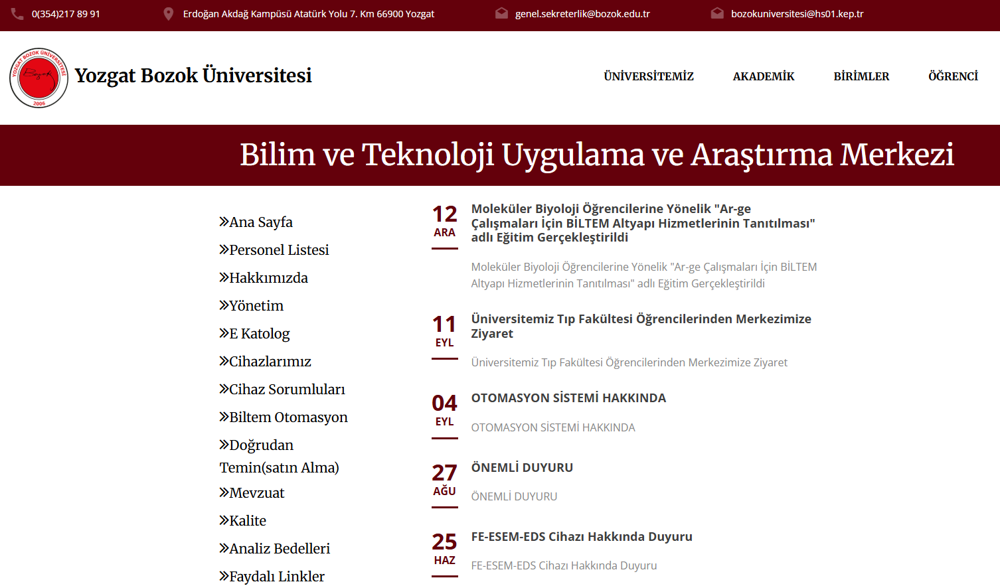 0(354)217 89 91
Erdoğan Akdağ Kampüsü Atatürk Yolu 7. Km 66900 Yozgat
genel.sekreterlik@bozok.edu.tr
bozokuniversitesi@hs01.kep.tr
YOZGAT BOZOK ÜNİVERSİTESİ
Bozok
2006
Yozgat Bozok Üniversitesi
ÜNİVERSİTEMİZ
AKADEMİK
BİRİMLER
ÖĞRENCİ
Bilim ve Teknoloji Uygulama ve Araştırma Merkezi
Ana Sayfa
Personel Listesi
Hakkımızda
Yönetim
E Katolog
Cihazlarımız
Cihaz Sorumluları
Biltem Otomasyon
Doğrudan
Temin(satın Alma)
Mevzuat
Kalite
Analiz Bedelleri
Faydalı Linkler
12
ARA
Moleküler Biyoloji Öğrencilerine Yönelik "Ar-ge
Çalışmaları İçin BİLTEM Altyapı Hizmetlerinin Tanıtılması"
adlı Eğitim Gerçekleştirildi
Moleküler Biyoloji Öğrencilerine Yönelik "Ar-ge Çalışmaları İçin BİLTEM
Altyapı Hizmetlerinin Tanıtılması" adlı Eğitim Gerçekleştirildi
11
EYL
Üniversitemiz Tıp Fakültesi Öğrencilerinden Merkezimize
Ziyaret
Üniversitemiz Tıp Fakültesi Öğrencilerinden Merkezimize Ziyaret
04
EYL
OTOMASYON SİSTEMİ HAKKINDA
OTOMASYON SİSTEMİ HAKKINDA
27
AĞU
ÖNEMLİ DUYURU
ÖNEMLİ DUYURU
25
HAZ
FE-ESEM-EDS Cihazı Hakkında Duyuru
FE-ESEM-EDS Cihazı Hakkında Duyuru